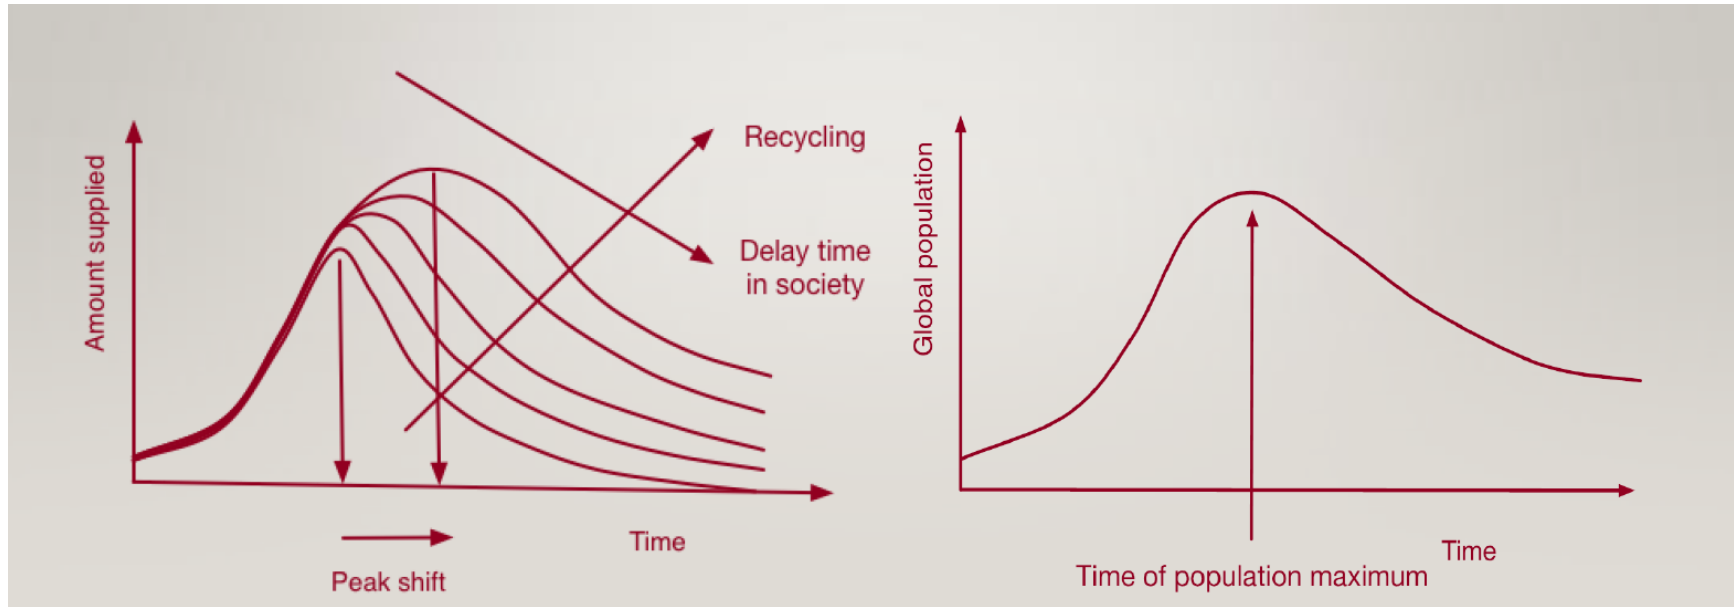 Amount supplied
Recycling
Delay time
in society
Time
Peak shift
Global population
Time
Time of population maximum